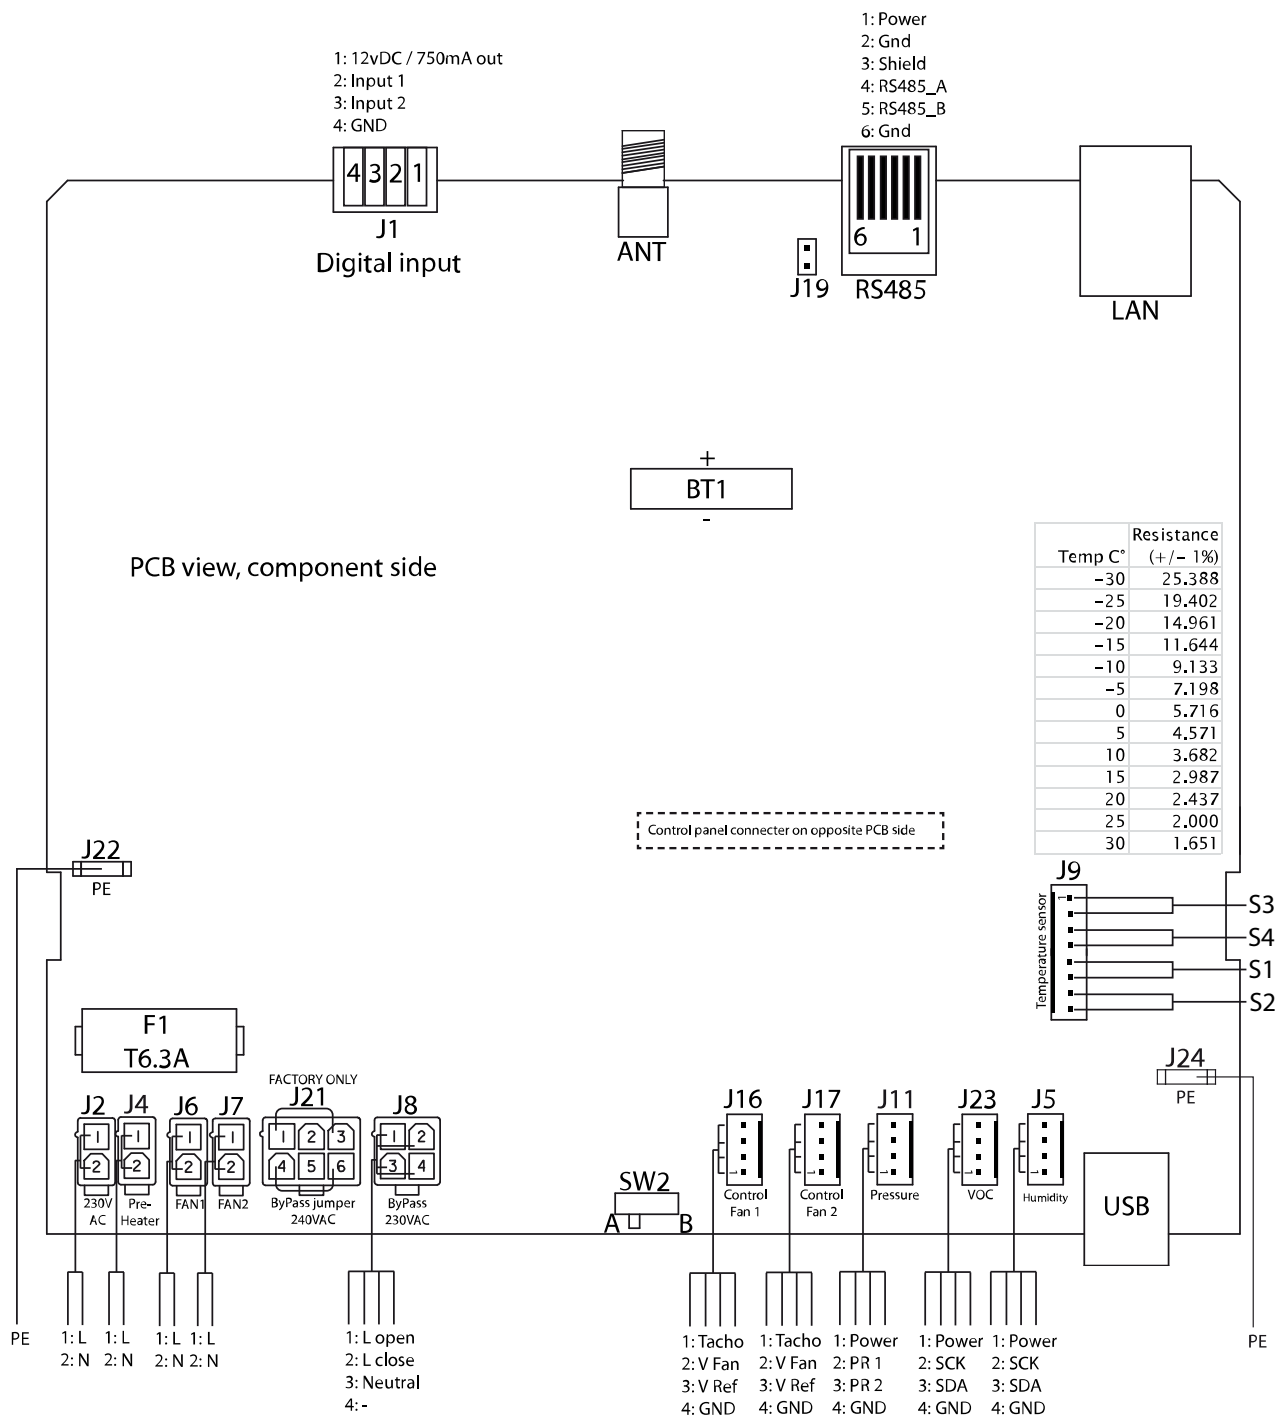 1: Power
2: Gnd
3: Shield
4: RS485_A
5: RS485_B
6: Gnd
1: 12vDC / 750mA out
2: Input 1
3: Input 2
4: GND
4 3 2 1
J1
Digital input
ANT
J19
6 1
RS485
LAN
+
BT1
-
PCB view, component side
Temp C° Resistance (+/- 1%)
-30 25.388
-25 19.402
-20 14.961
-15 11.644
-10 9.133
-5 7.198
0 5.716
5 4.571
10 3.682
15 2.987
20 2.437
25 2.000
30 1.651
Control panel connecter on opposite PCB side
J22
PE
J9
Temperature sensor
1
S3
S4
S1
S2
F1
T6.3A
J24
PE
J2
1
2
230V
AC
J4
1
2
Pre-
Heater
J6
1
2
FAN1
J7
1
2
FAN2
FACTORY ONLY
J21
1 2 3
4 5 6
ByPass jumper
240VAC
J8
1 2
3 4
ByPass
230VAC
SW2
A B
J16
1
Control
Fan 1
J17
1
Control
Fan 2
J11
1
Pressure
J23
1
VOC
J5
1
Humidity
USB
PE
1: L
2: N
1: L
2: N
1: L
2: N
1: L
2: N
1: L open
2: L close
3: Neutral
4: -
1: Tacho
2: V Fan
3: V Ref
4: GND
1: Tacho
2: V Fan
3: V Ref
4: GND
1: Power
2: PR 1
3: PR 2
4: GND
1: Power
2: SCK
3: SDA
4: GND
1: Power
2: SCK
3: SDA
4: GND
PE